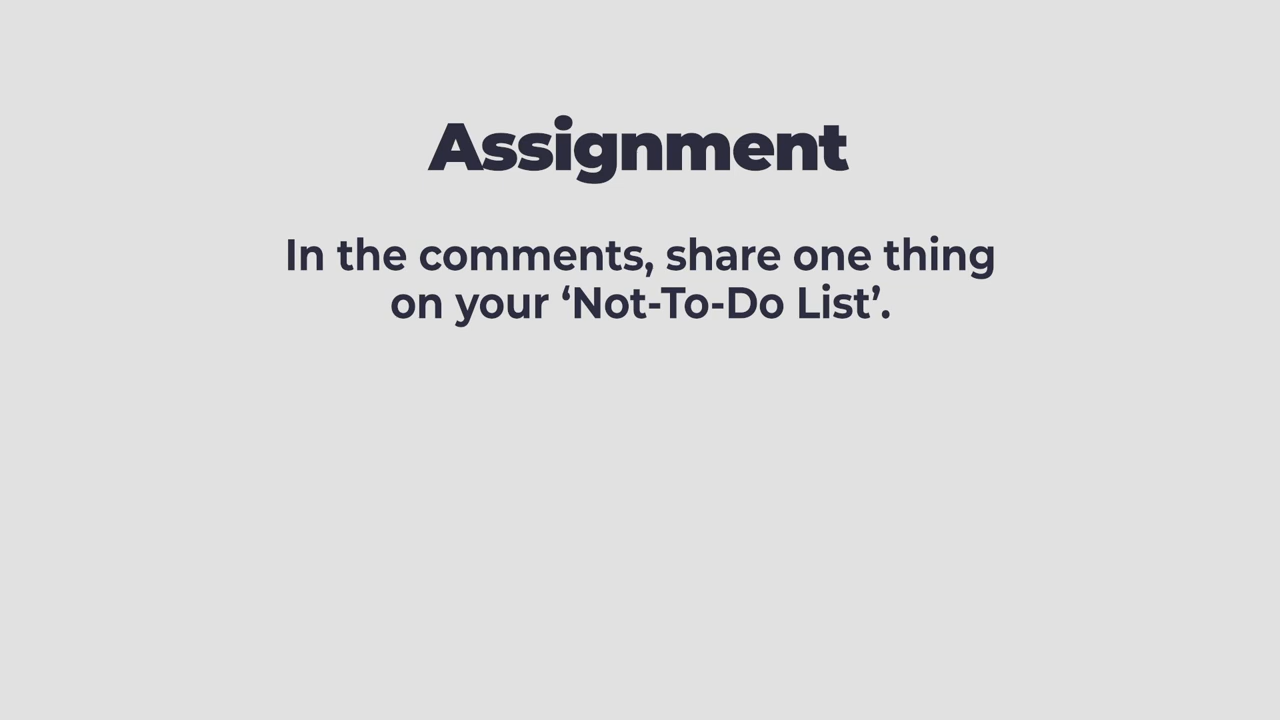 Assignment
In the comments, share one thing
on your ‘Not-To-Do List’.